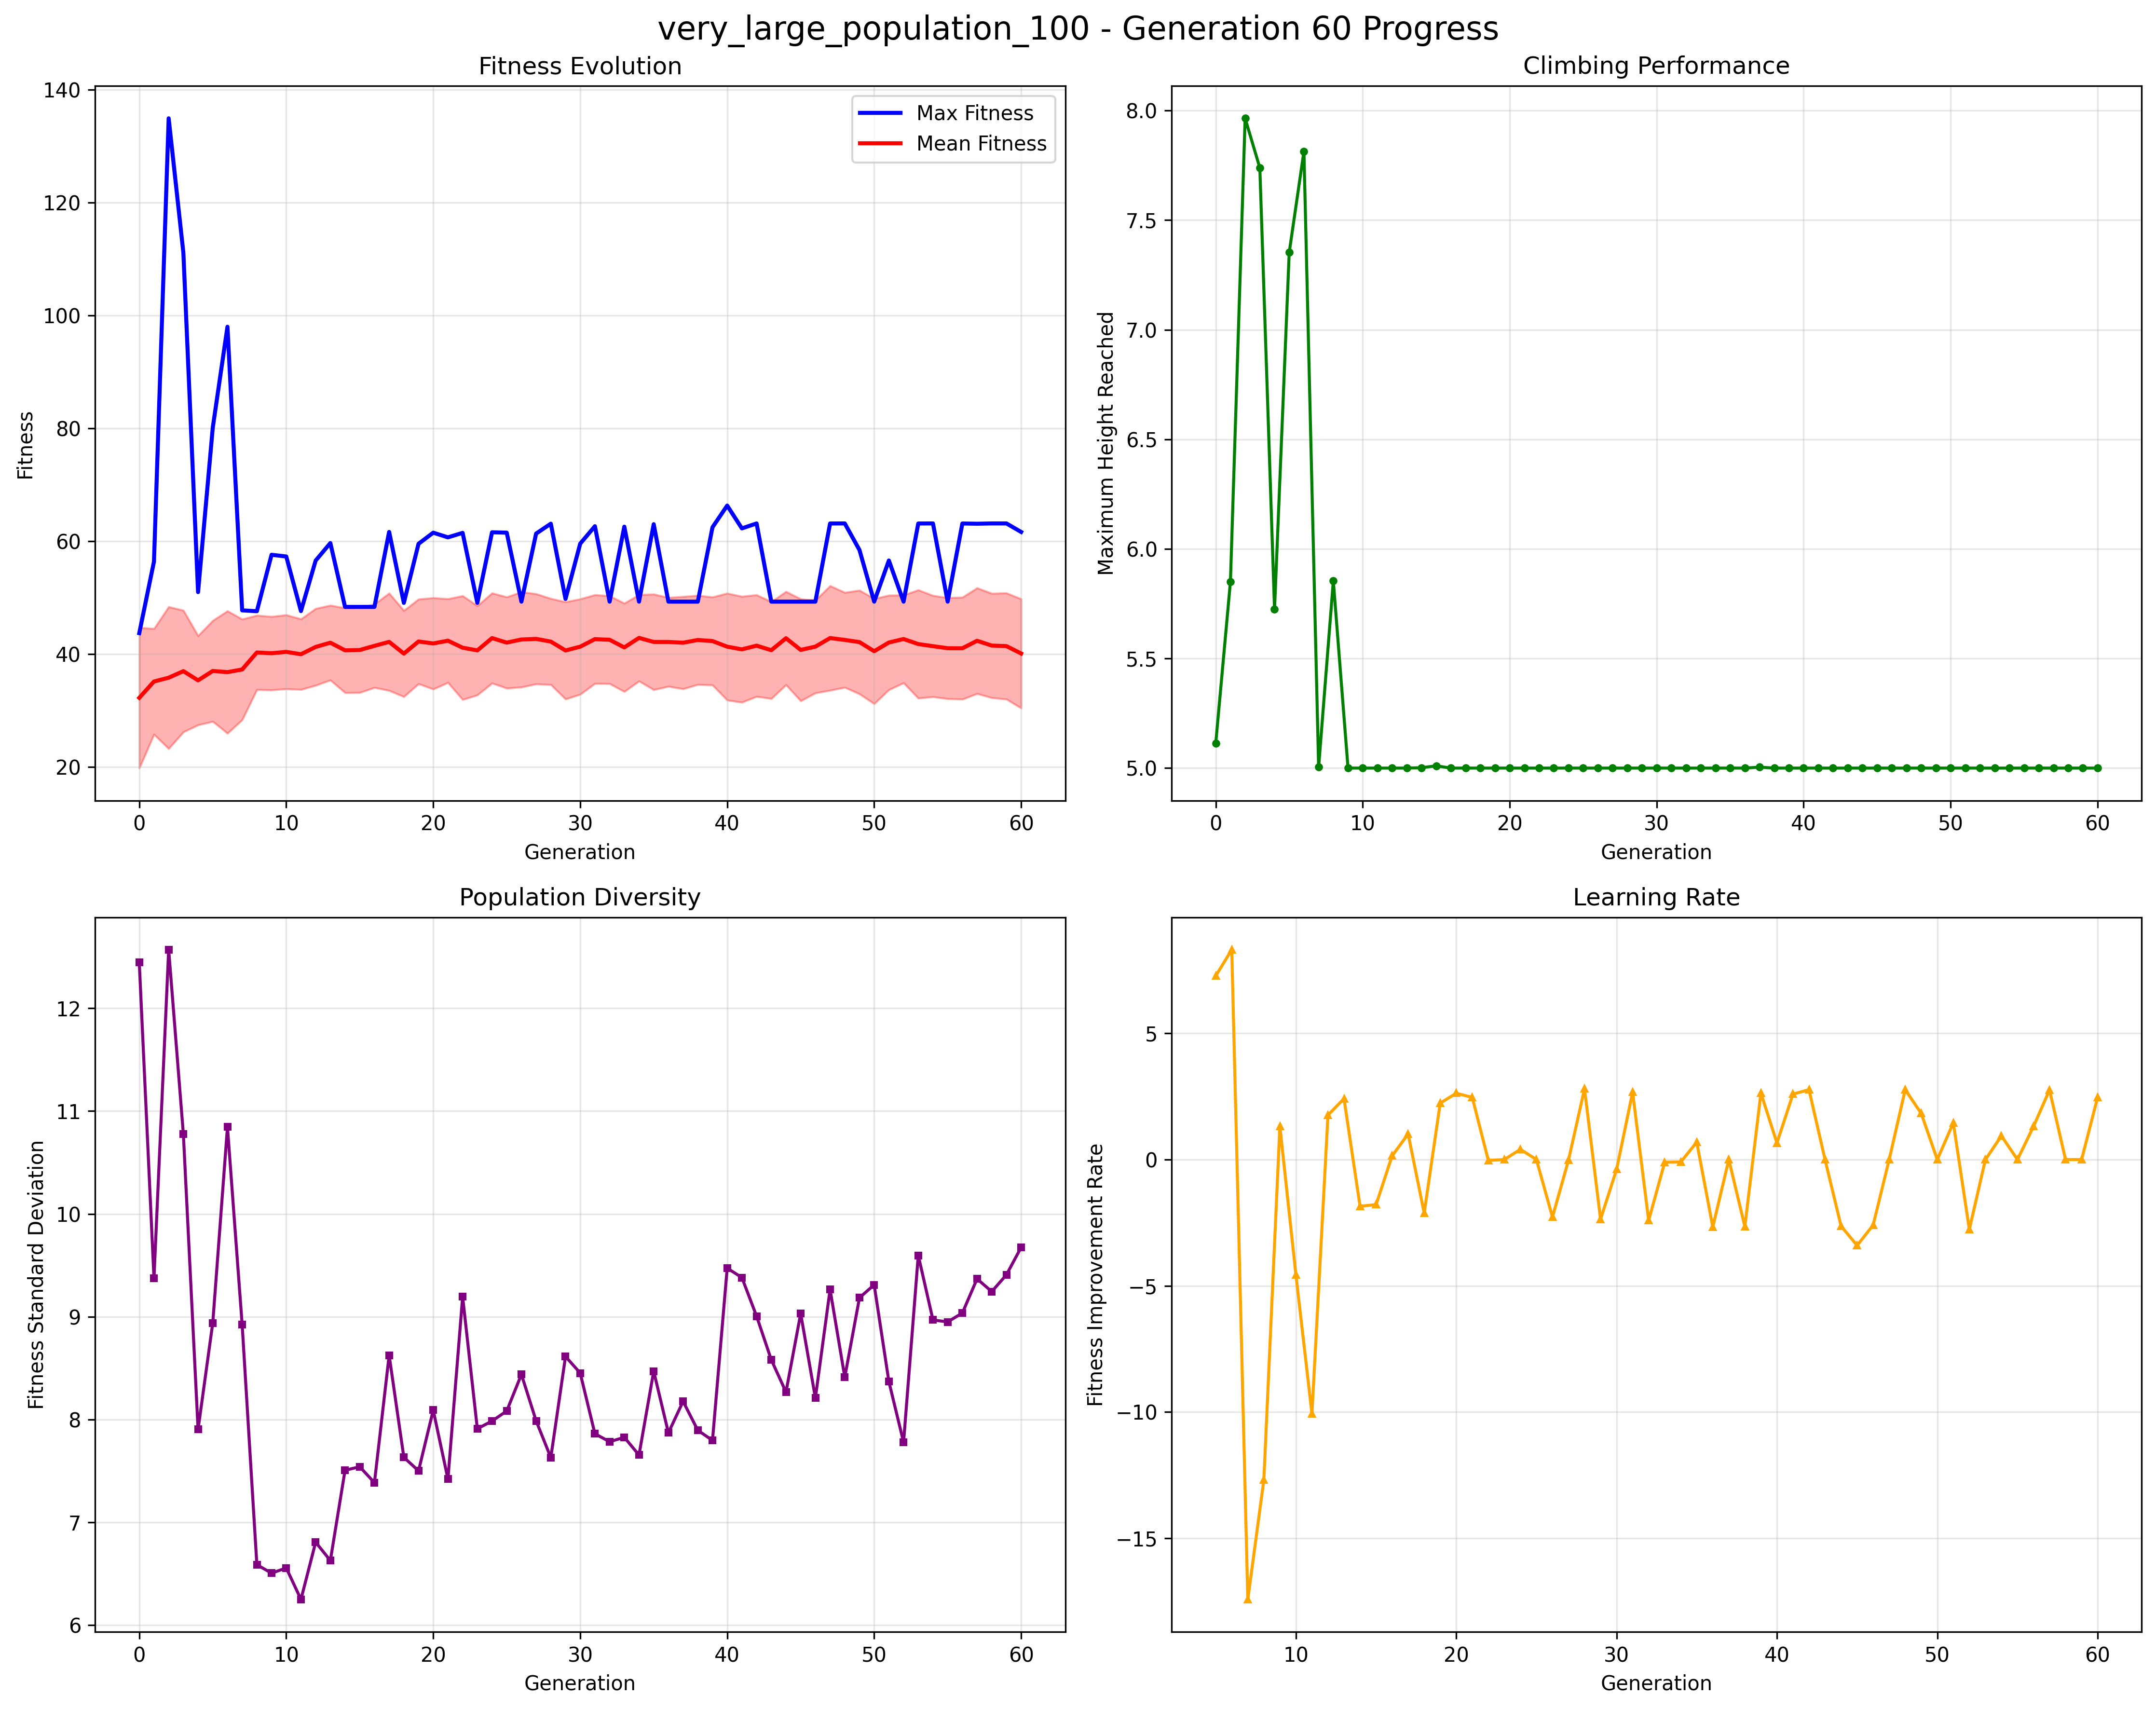 very_large_population_100 - Generation 60 Progress
Fitness Evolution
Fitness
140
120
100
80
60
40
20
Max Fitness
Mean Fitness
0 10 20 30 40 50 60
Generation
Climbing Performance
Maximum Height Reached
8.0
7.5
7.0
6.5
6.0
5.5
5.0
0 10 20 30 40 50 60
Generation
Population Diversity
Fitness Standard Deviation
12
11
10
9
8
7
6
0 10 20 30 40 50 60
Generation
Learning Rate
Fitness Improvement Rate
5
0
−5
−10
−15
10 20 30 40 50 60
Generation